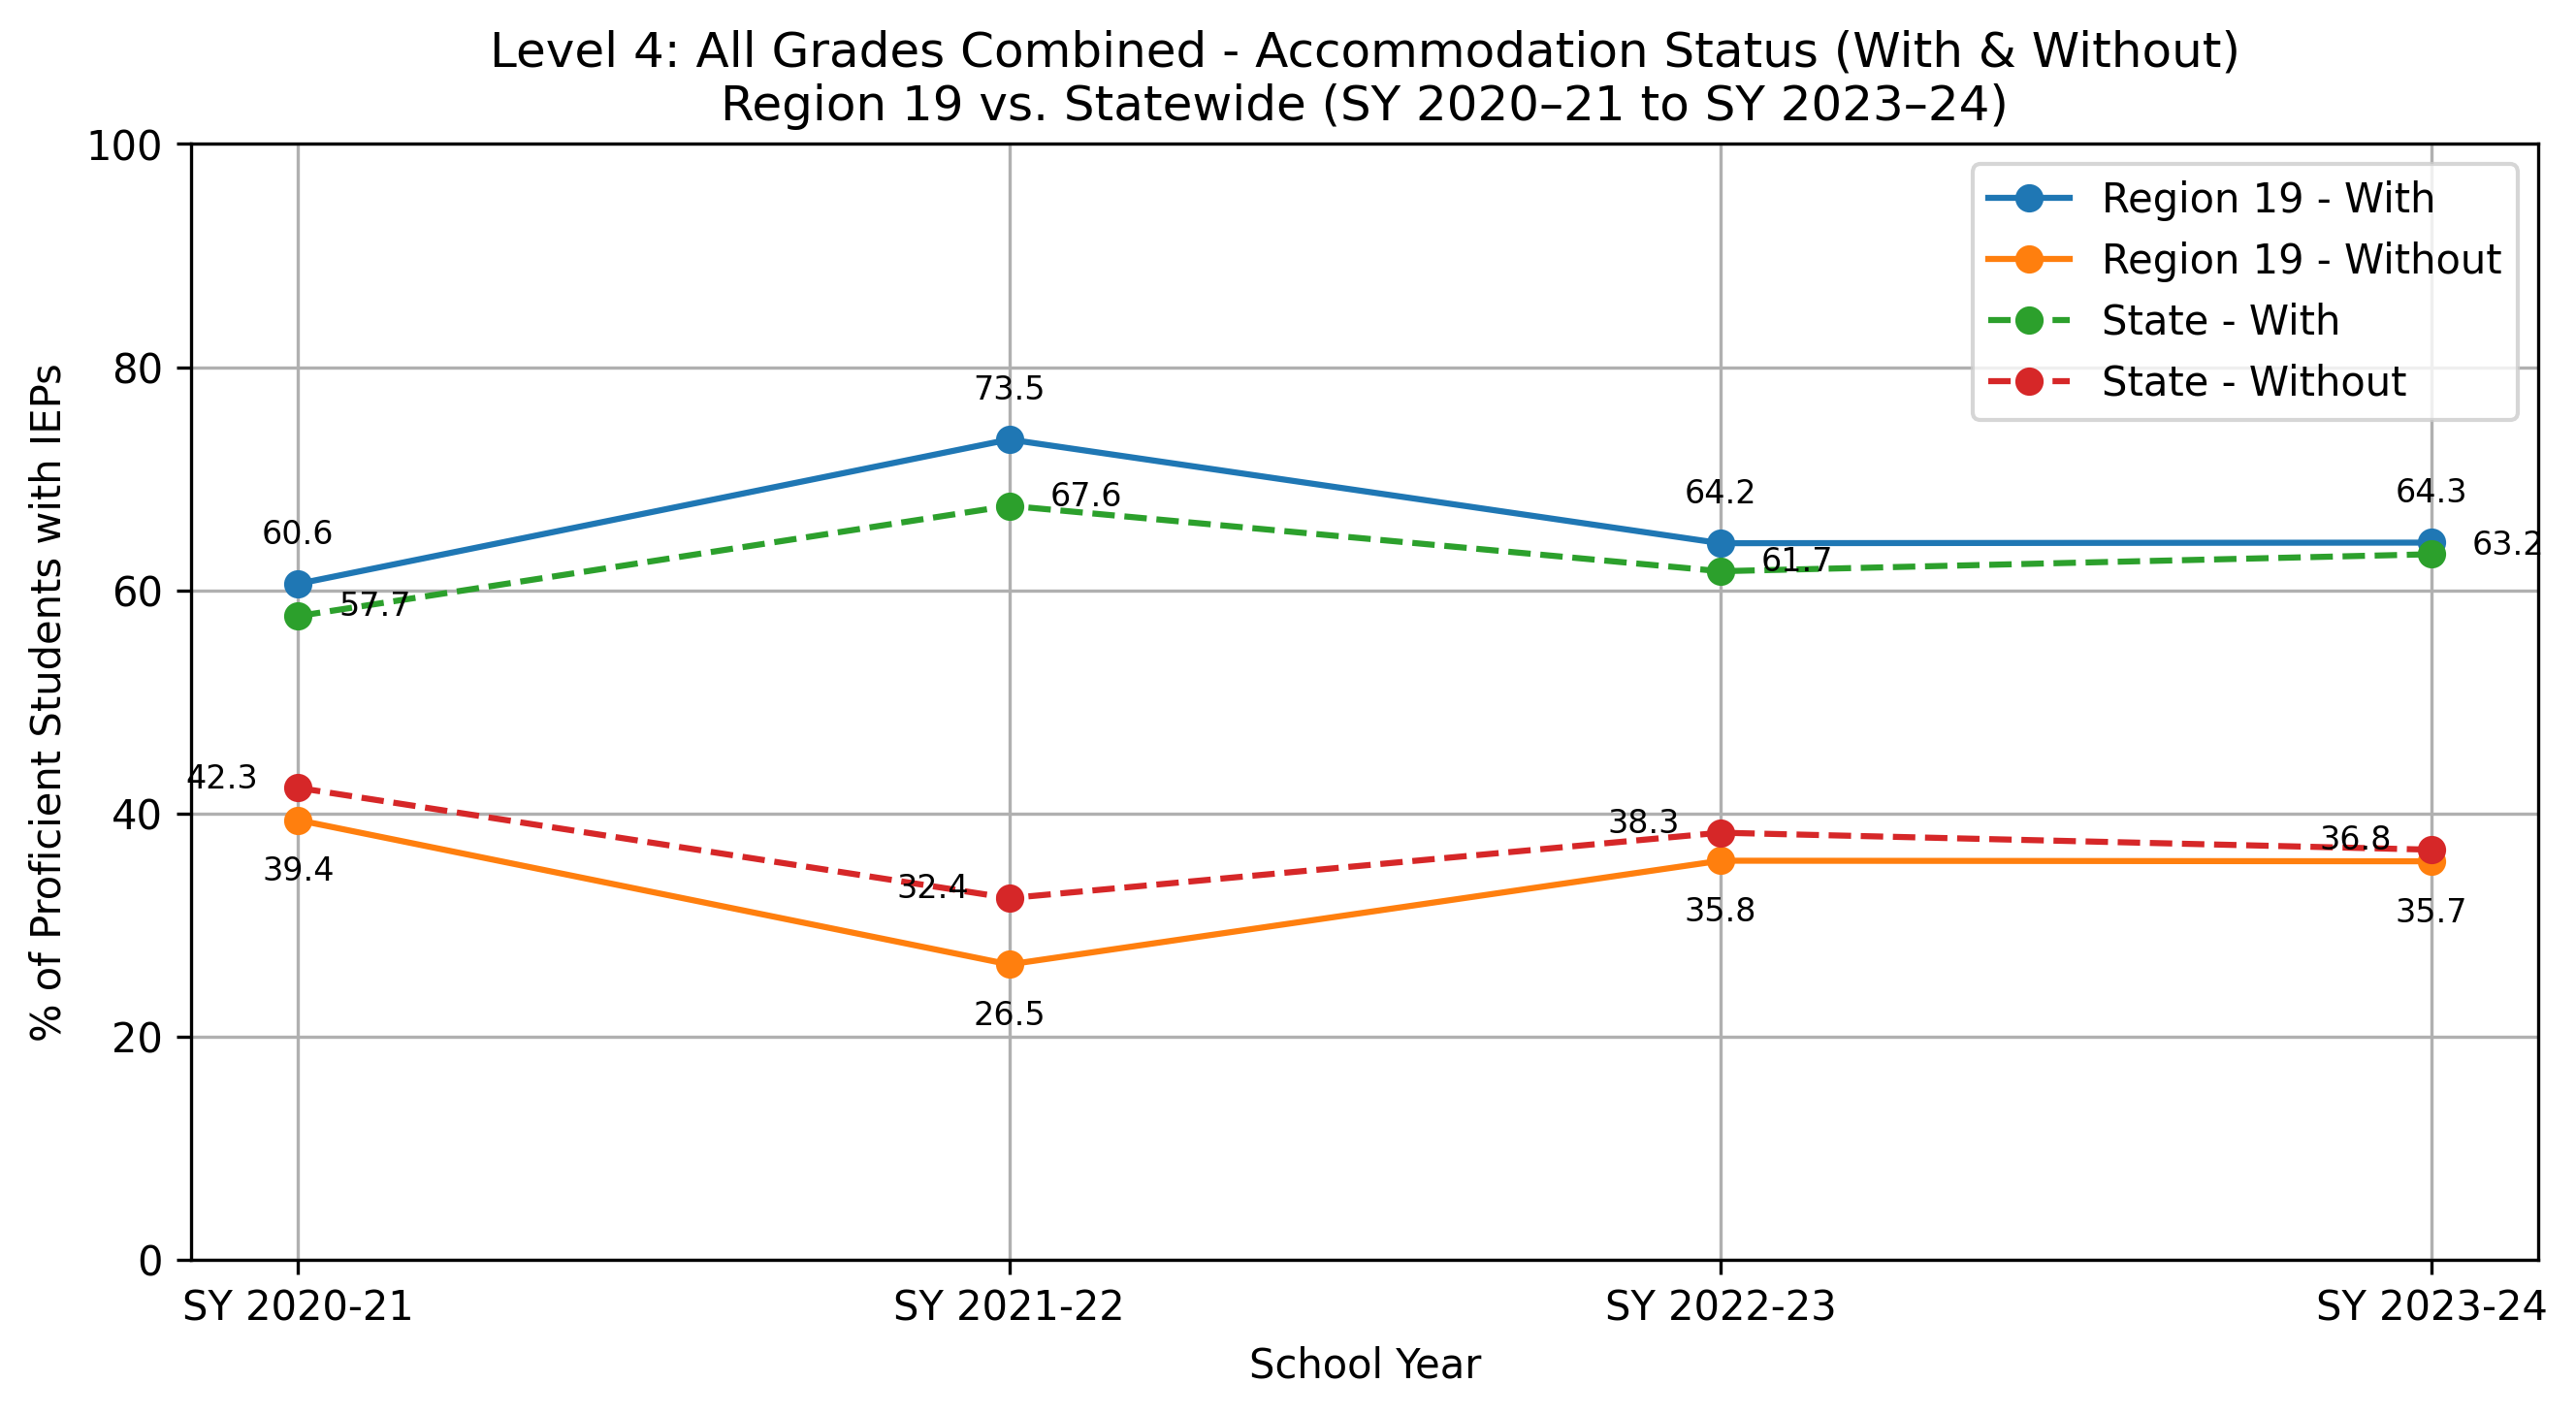 Level 4: All Grades Combined - Accommodation Status (With & Without)
Region 19 vs. Statewide (SY 2020–21 to SY 2023–24)
% of Proficient Students with IEPs
100
80
60
40
20
0
Region 19 - With
Region 19 - Without
State - With
State - Without
60.6
73.5
64.2
64.3
57.7
67.6
61.7
63.2
42.3
32.4
38.3
36.8
39.4
26.5
35.8
35.7
SY 2020-21
SY 2021-22
SY 2022-23
SY 2023-24
School Year